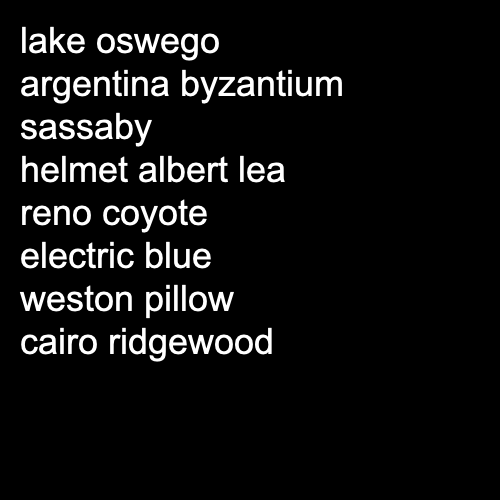 lake oswego
argentina byzantium
sassaby
helmet albert lea
reno coyote
electric blue
weston pillow
cairo ridgewood